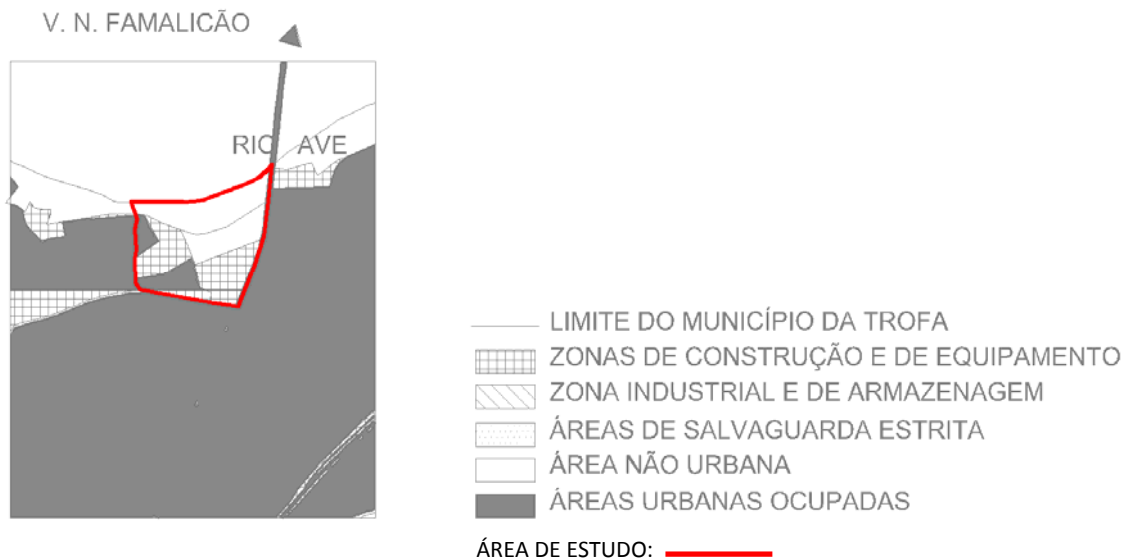 V. N. FAMALICÃO
RIO AVE
LIMITE DO MUNICÍPIO DA TROFA
ZONAS DE CONSTRUÇÃO E DE EQUIPAMENTO
ZONA INDUSTRIAL E DE ARMAZENAGEM
ÁREAS DE SALVAGUARDA ESTRITA
ÁREA NÃO URBANA
ÁREAS URBANAS OCUPADAS
ÁREA DE ESTUDO: